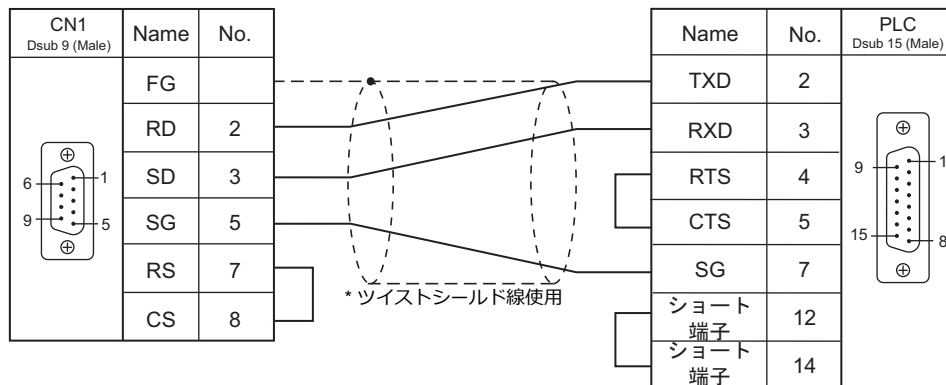 CN1
Dsub 9 (Male)
Name
No.
FG
RD
2
SD
3
SG
5
RS
7
CS
8
6
1
9
5
* ツイストシールド線使用
Name
No.
PLC
Dsub 15 (Male)
TXD
2
RXD
3
RTS
4
CTS
5
SG
7
ショート
端子
12
ショート
端子
14
9
1
15
8